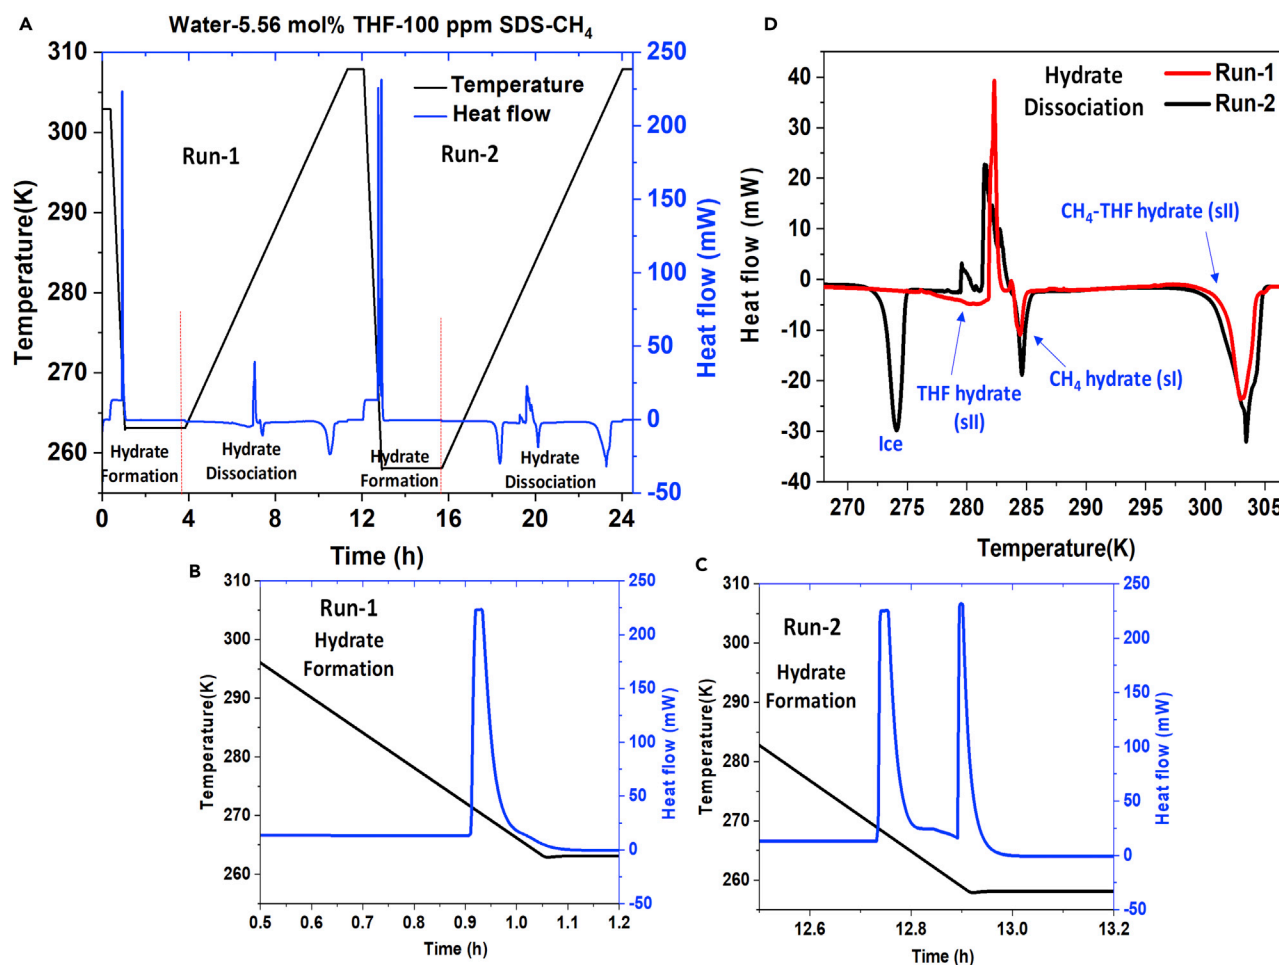 A
Water-5.56 mol% THF-100 ppm SDS-CH4
310
300
290
280
270
260
Temperature(K)
250
200
150
100
50
0
-50
Heat flow (mW)
Temperature
Heat flow
Run-1
Run-2
Hydrate
Formation
Hydrate
Dissociation
Hydrate
Formation
Hydrate
Dissociation
0 4 8 12 16 20 24
Time (h)
D
40
30
20
10
0
-10
-20
-30
-40
Heat flow (mW)
Hydrate
Dissociation
Run-1
Run-2
CH4-THF hydrate (sII)
THF hydrate
(sII)
CH4 hydrate (sI)
Ice
270 275 280 285 290 295 300 305
Temperature(K)
B
310
300
290
280
270
260
Temperature(K)
Run-1
Hydrate
Formation
250
200
150
100
50
0
-50
Heat flow (mW)
0.5 0.6 0.7 0.8 0.9 1.0 1.1 1.2
Time (h)
C
310
300
290
280
270
260
Temperature(K)
Run-2
Hydrate
Formation
250
200
150
100
50
0
-50
Heat flow (mW)
12.6 12.8 13.0 13.2
Time (h)